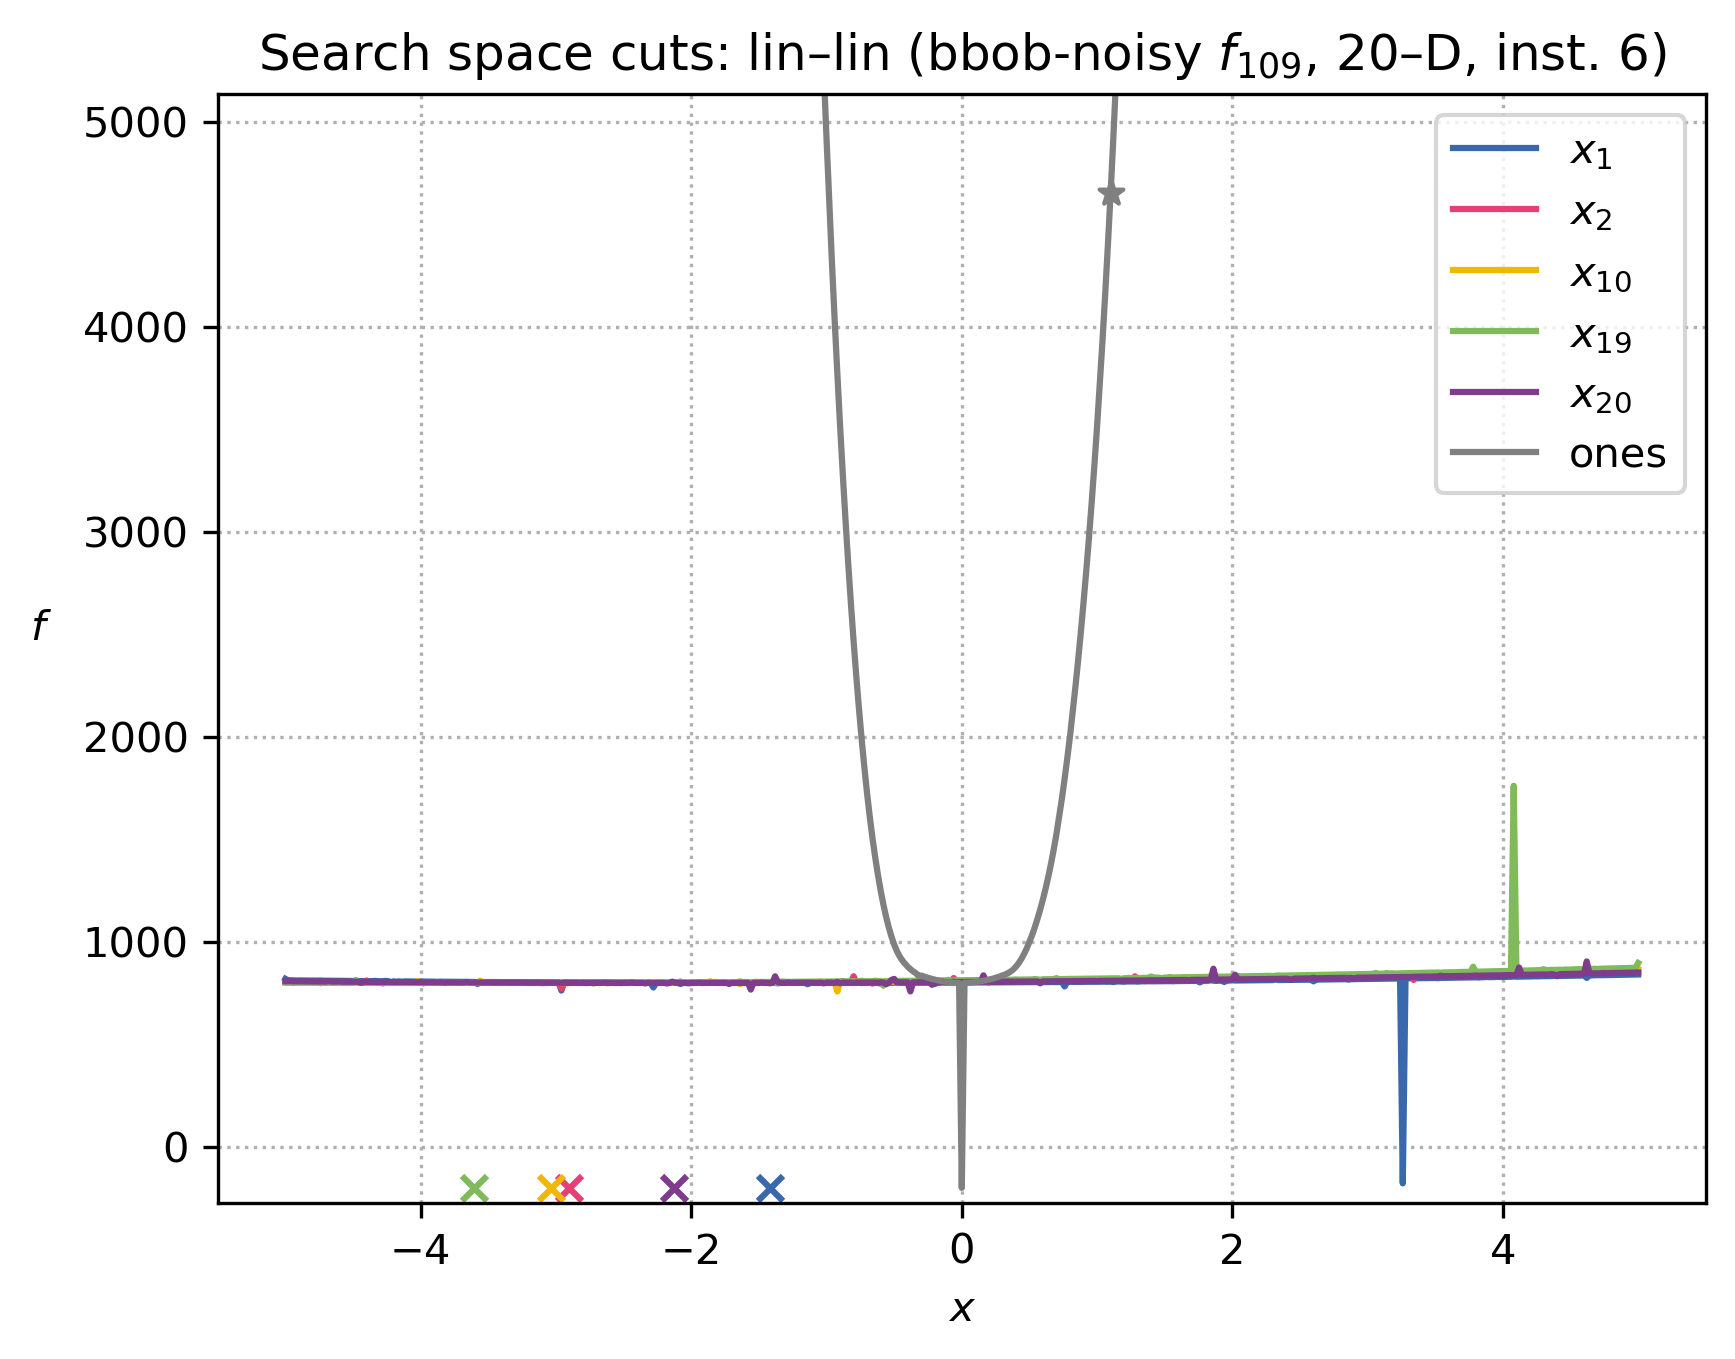 Search space cuts: lin–lin (bbob-noisy f₁₀₉, 20–D, inst. 6)
5000
4000
3000
2000
1000
0
f
x₁
x₂
x₁₀
x₁₉
x₂₀
ones
−4 −2 0 2 4
x